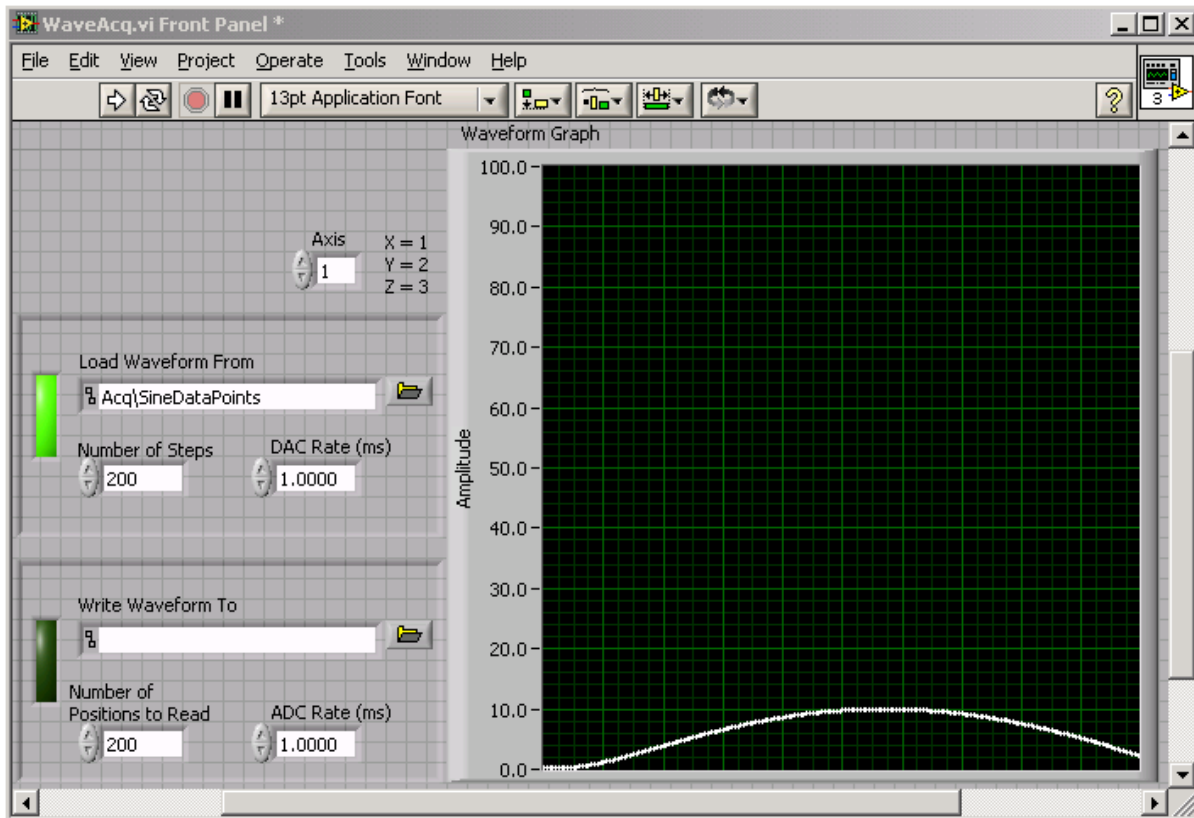 WaveAcq.vi Front Panel *
File Edit View Project Operate Tools Window Help
13pt Application Font
3
Waveform Graph
Axis
1
X = 1
Y = 2
Z = 3
Load Waveform From
Acq\SineDataPoints
Number of Steps
200
DAC Rate (ms)
1.0000
Write Waveform To
Number of
Positions to Read
200
ADC Rate (ms)
1.0000
Amplitude
100.0
90.0
80.0
70.0
60.0
50.0
40.0
30.0
20.0
10.0
0.0